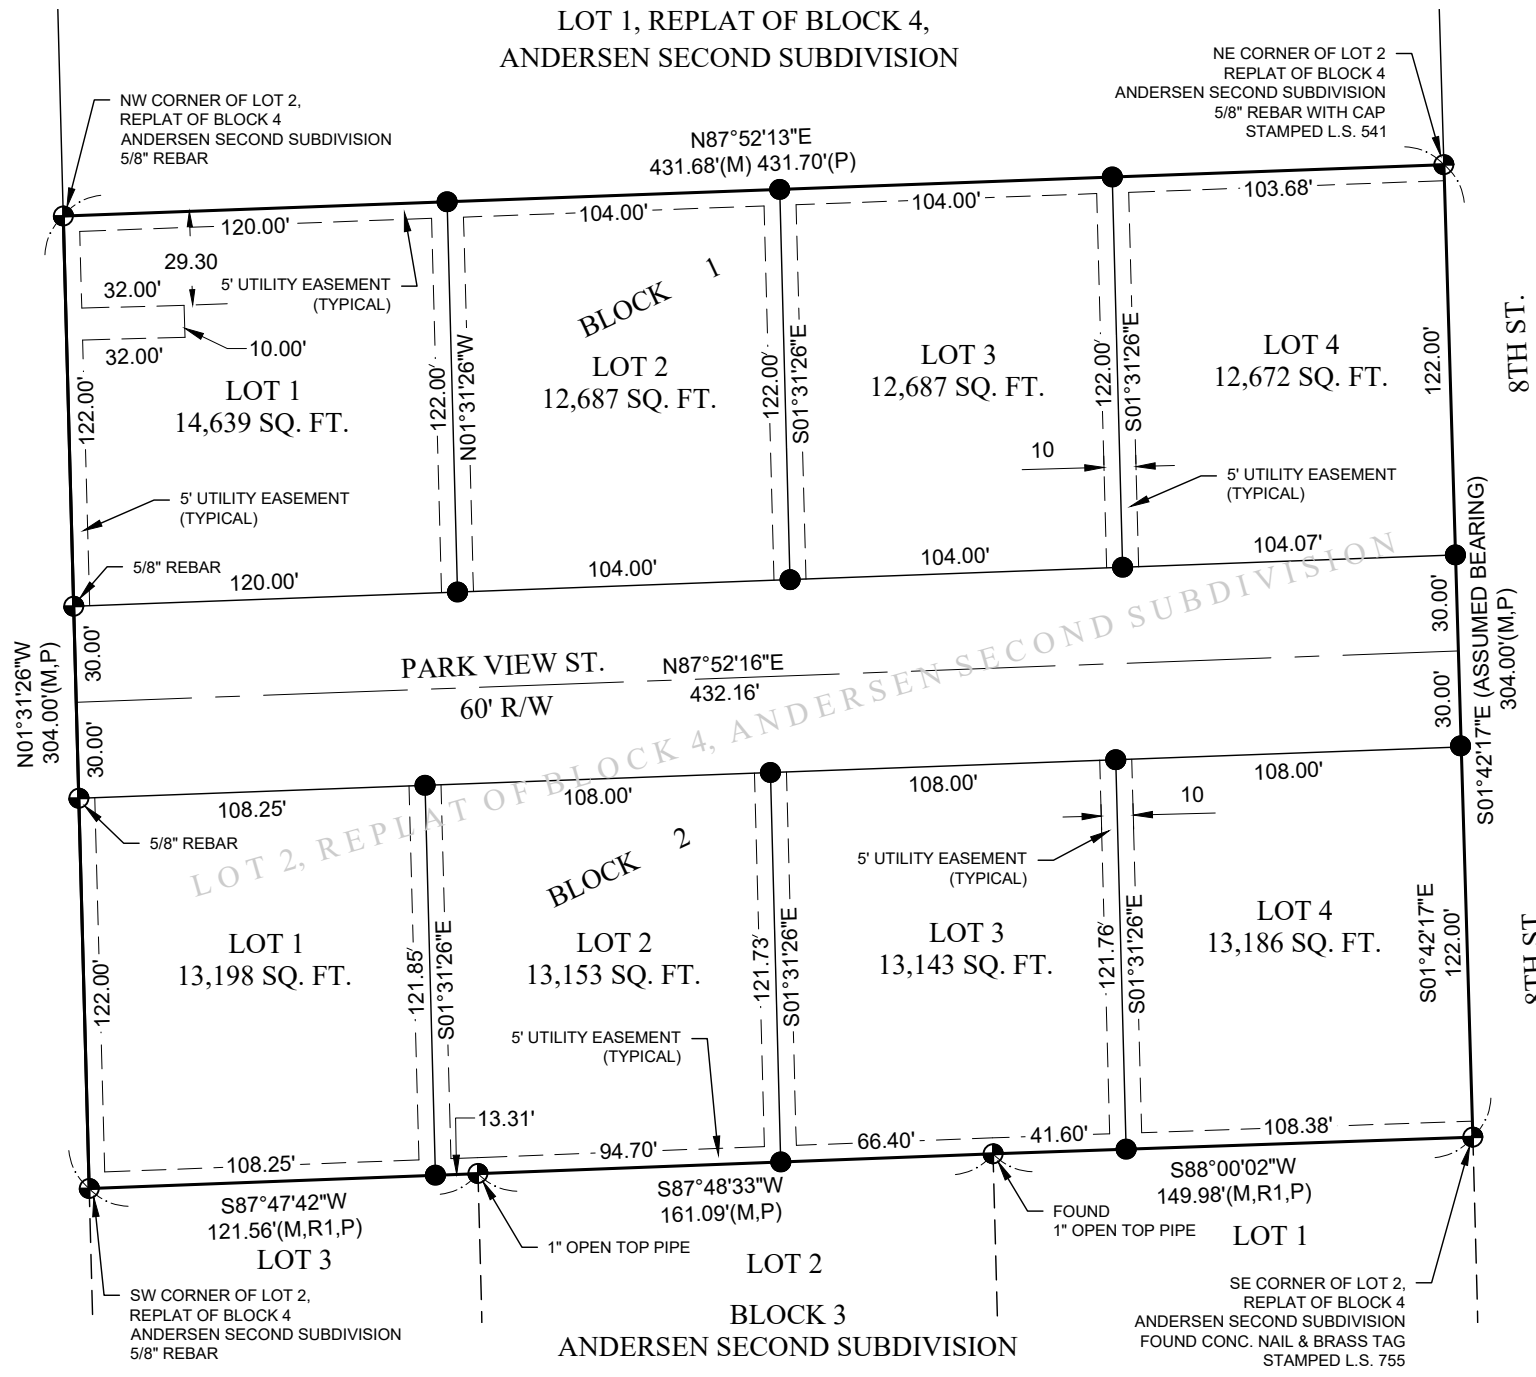 LOT 1, REPLAT OF BLOCK 4,
ANDERSEN SECOND SUBDIVISION
NW CORNER OF LOT 2,
REPLAT OF BLOCK 4
ANDERSEN SECOND SUBDIVISION
5/8" REBAR
NE CORNER OF LOT 2
REPLAT OF BLOCK 4
ANDERSEN SECOND SUBDIVISION
5/8" REBAR WITH CAP
STAMPED L.S. 541
N87°52'13"E
431.68'(M) 431.70'(P)
120.00'
104.00'
104.00'
103.68'
29.30
32.00'
5' UTILITY EASEMENT
(TYPICAL)
32.00'
10.00'
BLOCK 1
LOT 1
14,639 SQ. FT.
LOT 2
12,687 SQ. FT.
LOT 3
12,687 SQ. FT.
LOT 4
12,672 SQ. FT.
122.00'
122.00'
N01°31'26"W
122.00'
S01°31'26"E
122.00'
S01°31'26"E
122.00'
8TH ST.
10
5' UTILITY EASEMENT
(TYPICAL)
5' UTILITY EASEMENT
(TYPICAL)
5/8" REBAR
120.00'
104.00'
104.00'
104.07'
N01°31'26"W
304.00'(M,P)
30.00'
30.00'
PARK VIEW ST.
60' R/W
N87°52'16"E
432.16'
30.00'
30.00'
S01°42'17"E (ASSUMED BEARING)
304.00'(M,P)
LOT 2, REPLAT OF BLOCK 4, ANDERSEN SECOND SUBDIVISION
108.25'
108.00'
108.00'
108.00'
5/8" REBAR
BLOCK 2
10
5' UTILITY EASEMENT
(TYPICAL)
LOT 1
13,198 SQ. FT.
LOT 2
13,153 SQ. FT.
LOT 3
13,143 SQ. FT.
LOT 4
13,186 SQ. FT.
122.00'
121.85'
S01°31'26"E
121.73'
S01°31'26"E
121.76'
S01°31'26"E
S01°42'17"E
122.00'
8TH ST
5' UTILITY EASEMENT
(TYPICAL)
13.31'
108.25'
94.70'
66.40'
41.60'
108.38'
S87°47'42"W
121.56'(M,R1,P)
S87°48'33"W
161.09'(M,P)
S88°00'02"W
149.98'(M,R1,P)
1" OPEN TOP PIPE
FOUND
1" OPEN TOP PIPE
LOT 3
LOT 2
LOT 1
SW CORNER OF LOT 2,
REPLAT OF BLOCK 4
ANDERSEN SECOND SUBDIVISION
5/8" REBAR
BLOCK 3
ANDERSEN SECOND SUBDIVISION
SE CORNER OF LOT 2,
REPLAT OF BLOCK 4
ANDERSEN SECOND SUBDIVISION
FOUND CONC. NAIL & BRASS TAG
STAMPED L.S. 755